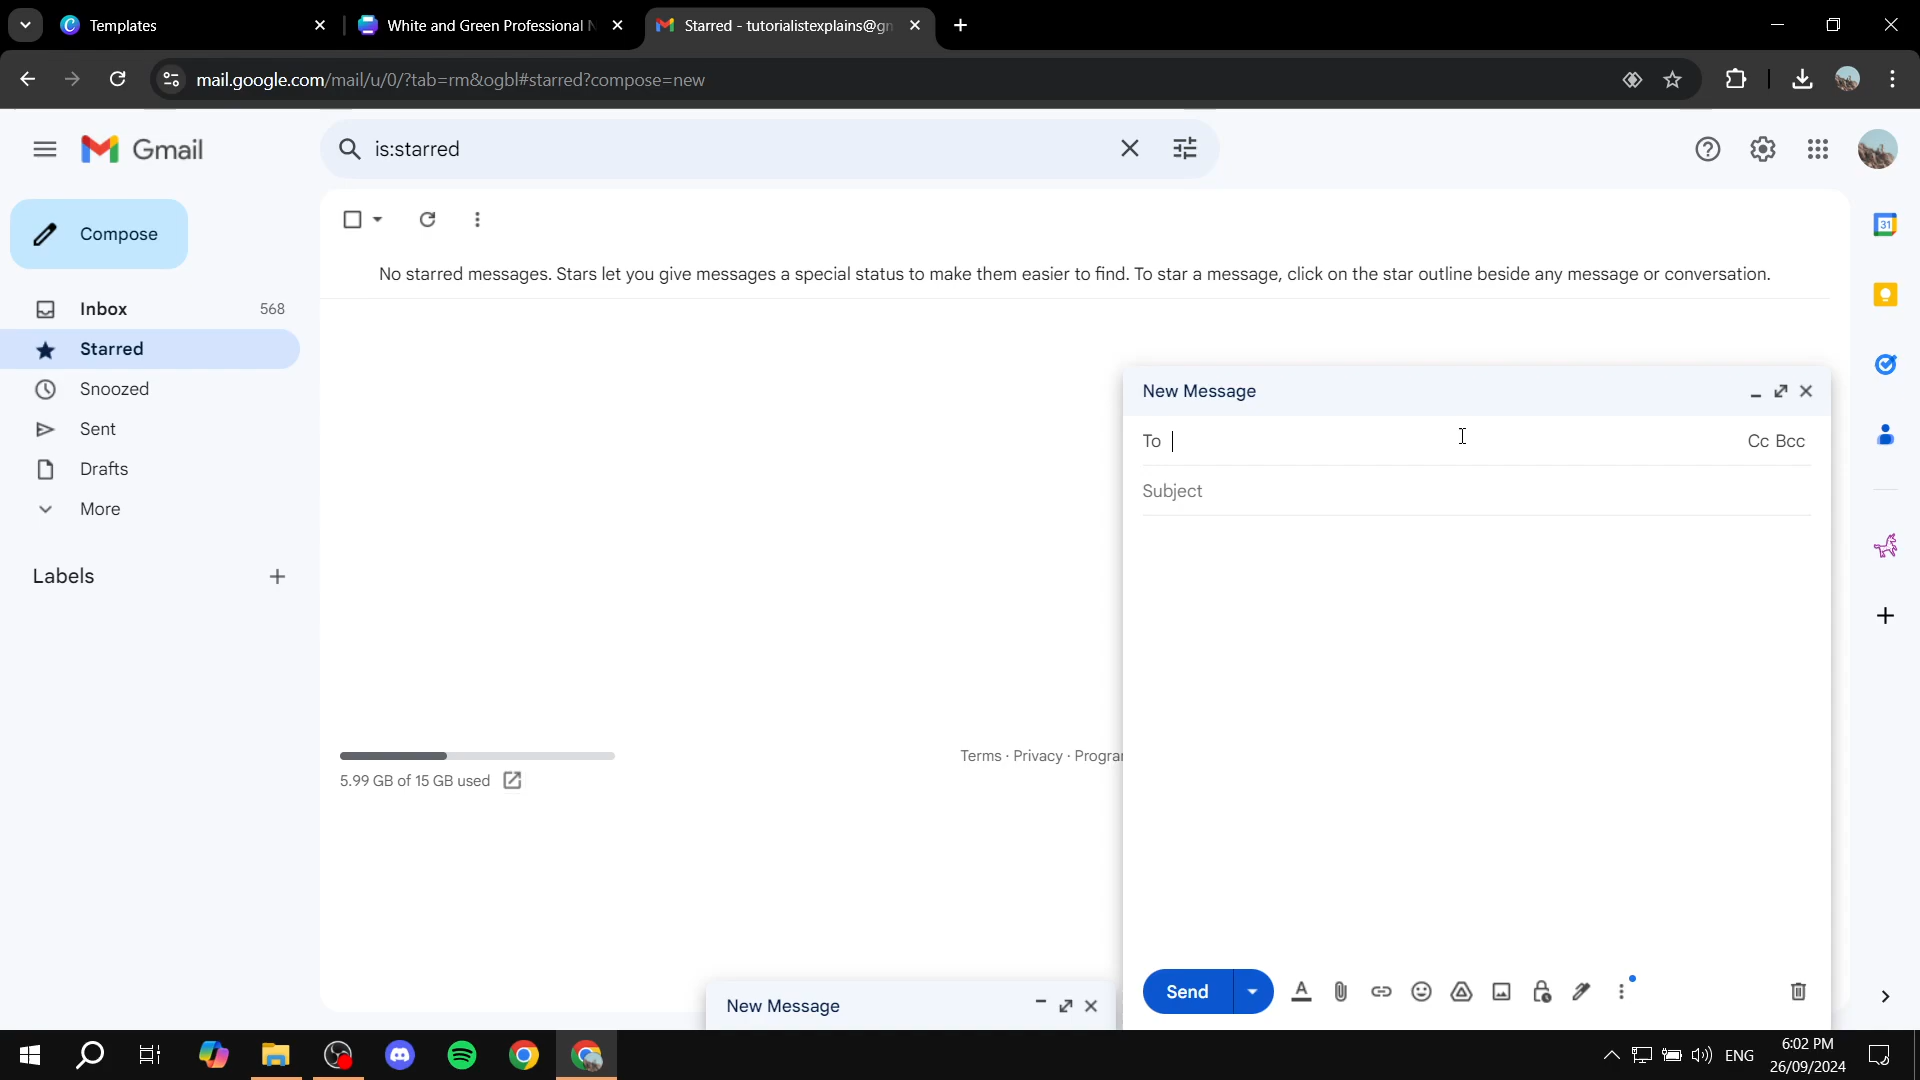 Templates
White and Green Professional N
Starred - tutorialistexplains@gn
mail.google.com/mail/u/0/?tab=rm&ogbl#starred?compose=new
Gmail
is:starred
Compose
No starred messages. Stars let you give messages a special status to make them easier to find. To star a message, click on the star outline beside any message or conversation.
Inbox 568
Starred
Snoozed
Sent
Drafts
More
Labels
New Message
To Cc Bcc
Subject
Terms · Privacy · Program
5.99 GB of 15 GB used
Send
New Message
31
ENG
6:02 PM
26/09/2024